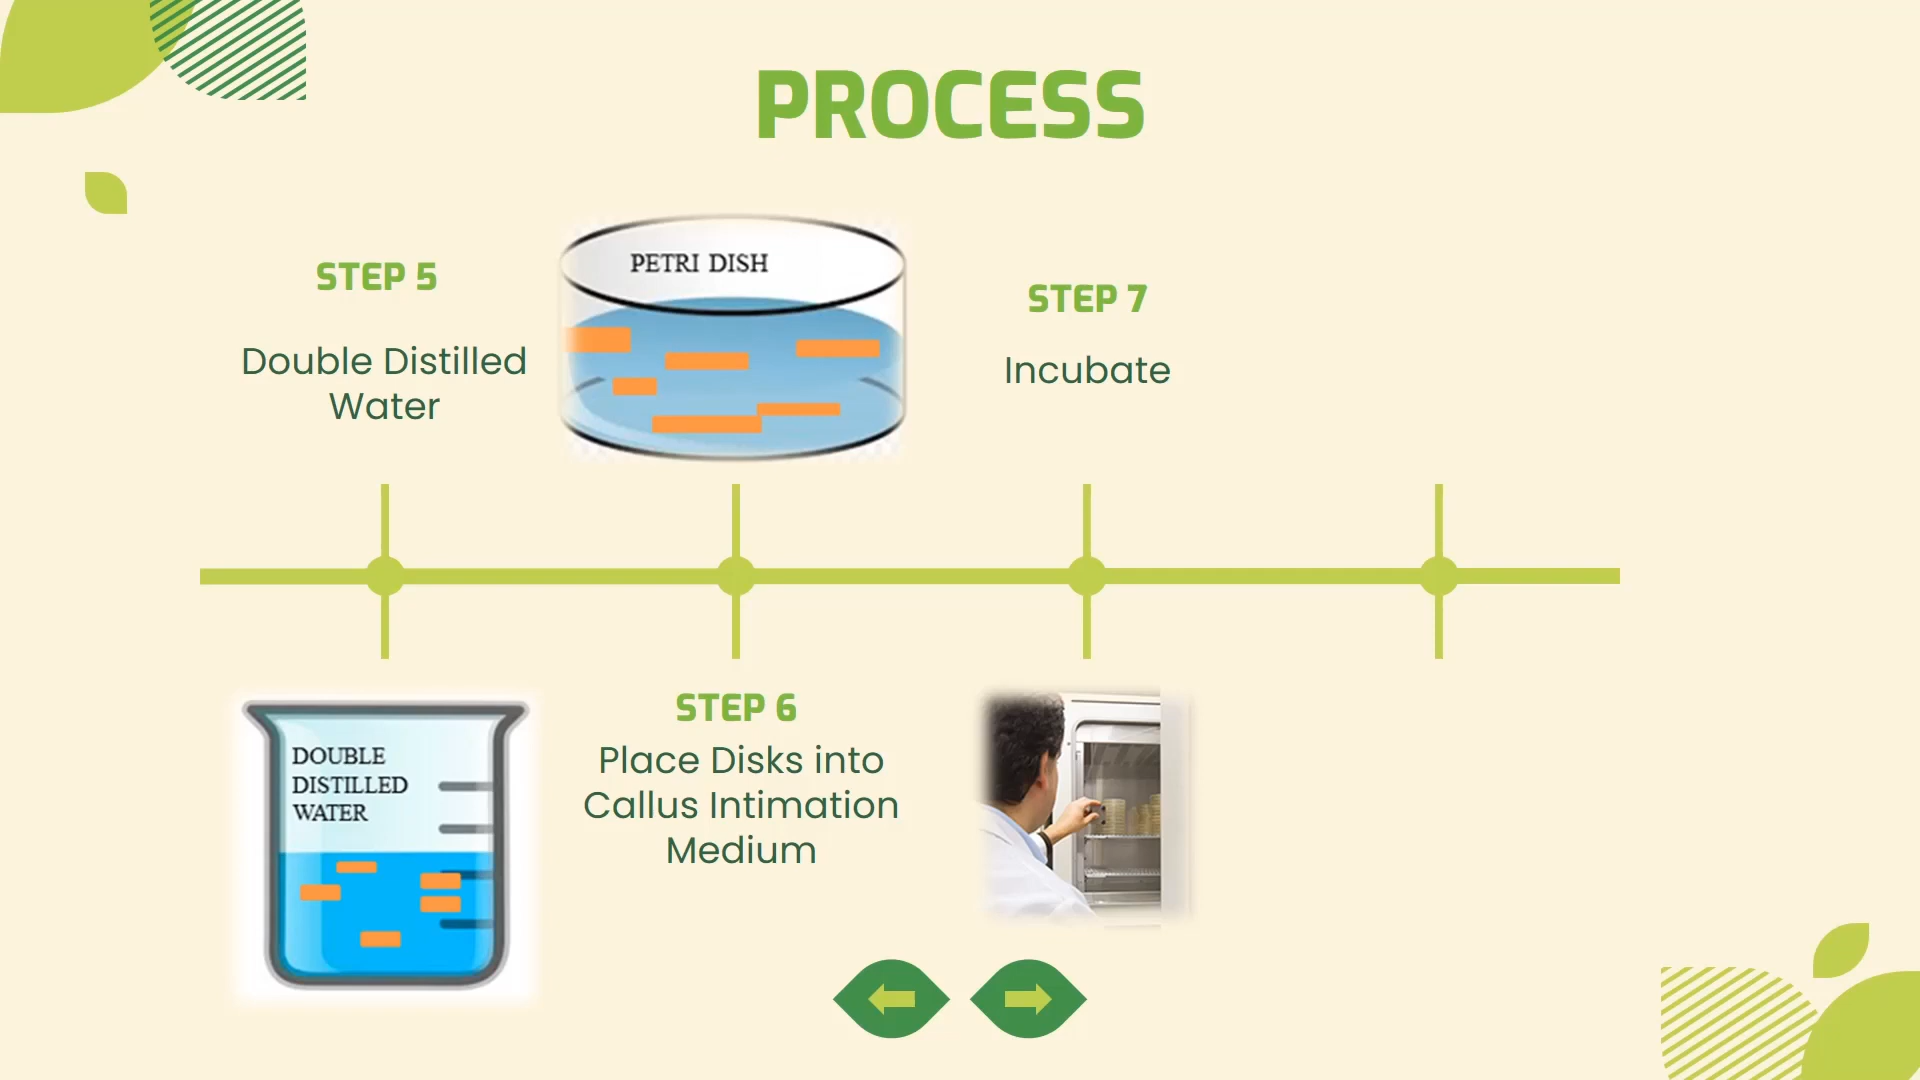 PROCESS
STEP 5
Double Distilled
Water
PETRI DISH
STEP 7
Incubate
DOUBLE
DISTILLED
WATER
STEP 6
Place Disks into
Callus Intimation
Medium